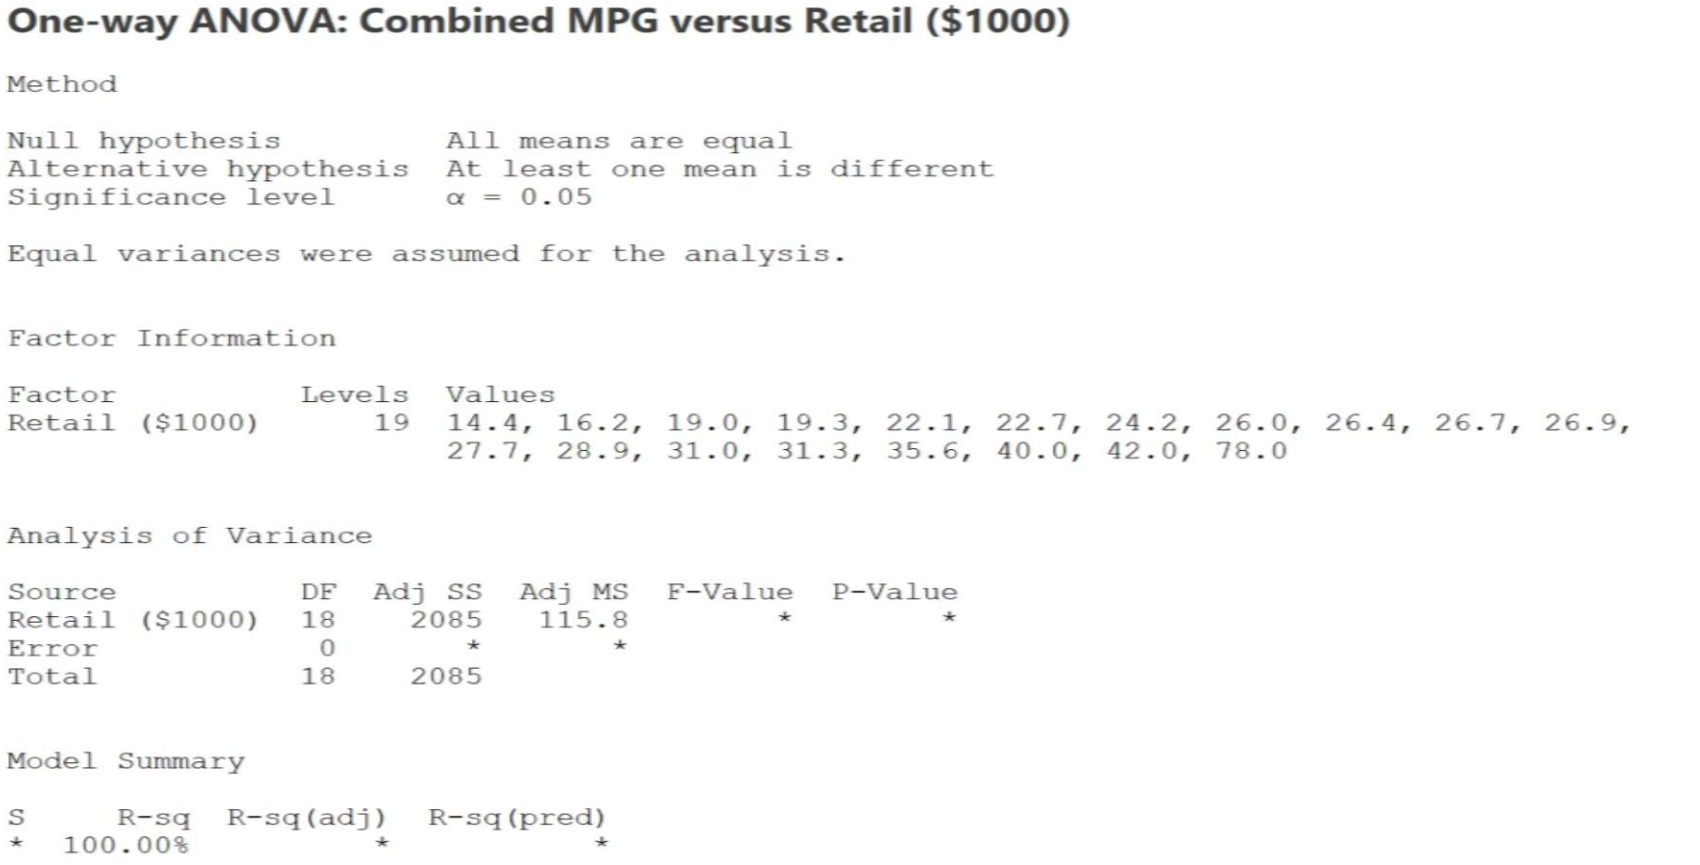 One-way ANOVA: Combined MPG versus Retail ($1000)
Method
Null hypothesis All means are equal
Alternative hypothesis At least one mean is different
Significance level α = 0.05
Equal variances were assumed for the analysis.
Factor Information
Factor Levels Values
Retail ($1000) 19 14.4, 16.2, 19.0, 19.3, 22.1, 22.7, 24.2, 26.0, 26.4, 26.7, 26.9,
27.7, 28.9, 31.0, 31.3, 35.6, 40.0, 42.0, 78.0
Analysis of Variance
Source DF Adj SS Adj MS F-Value P-Value
Retail ($1000) 18 2085 115.8 * *
Error 0 * *
Total 18 2085
Model Summary
S R-sq R-sq(adj) R-sq(pred)
* 100.00% * *